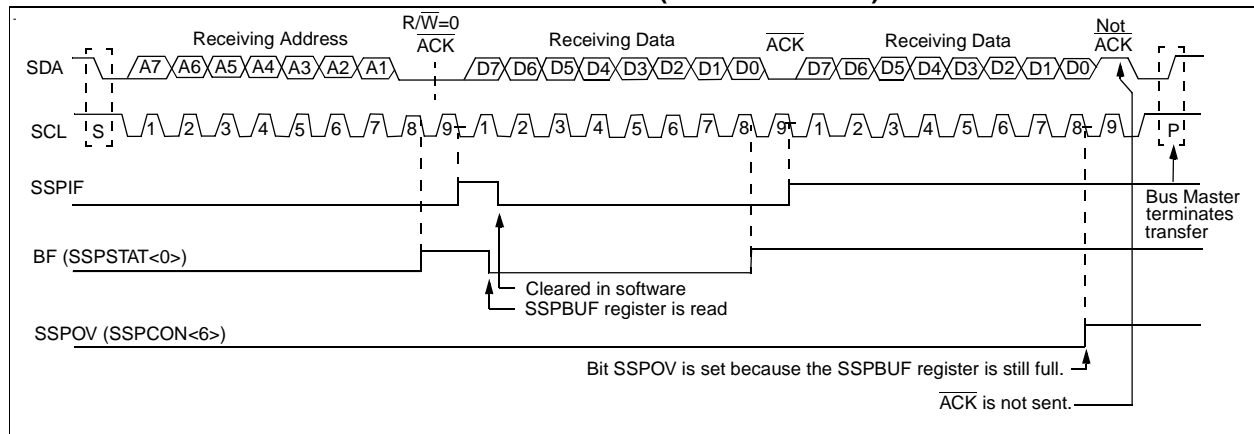 R/W=0
Receiving Address ACK Receiving Data ACK Receiving Data Not ACK
SDA A7 A6 A5 A4 A3 A2 A1 D7 D6 D5 D4 D3 D2 D1 D0 D7 D6 D5 D4 D3 D2 D1 D0
SCL S 1 2 3 4 5 6 7 8 9 1 2 3 4 5 6 7 8 9 1 2 3 4 5 6 7 8 9 P
SSPIF
Bus Master
terminates
transfer
BF (SSPSTAT<0>)
Cleared in software
SSPBUF register is read
SSPOV (SSPCON<6>)
Bit SSPOV is set because the SSPBUF register is still full.
ACK is not sent.